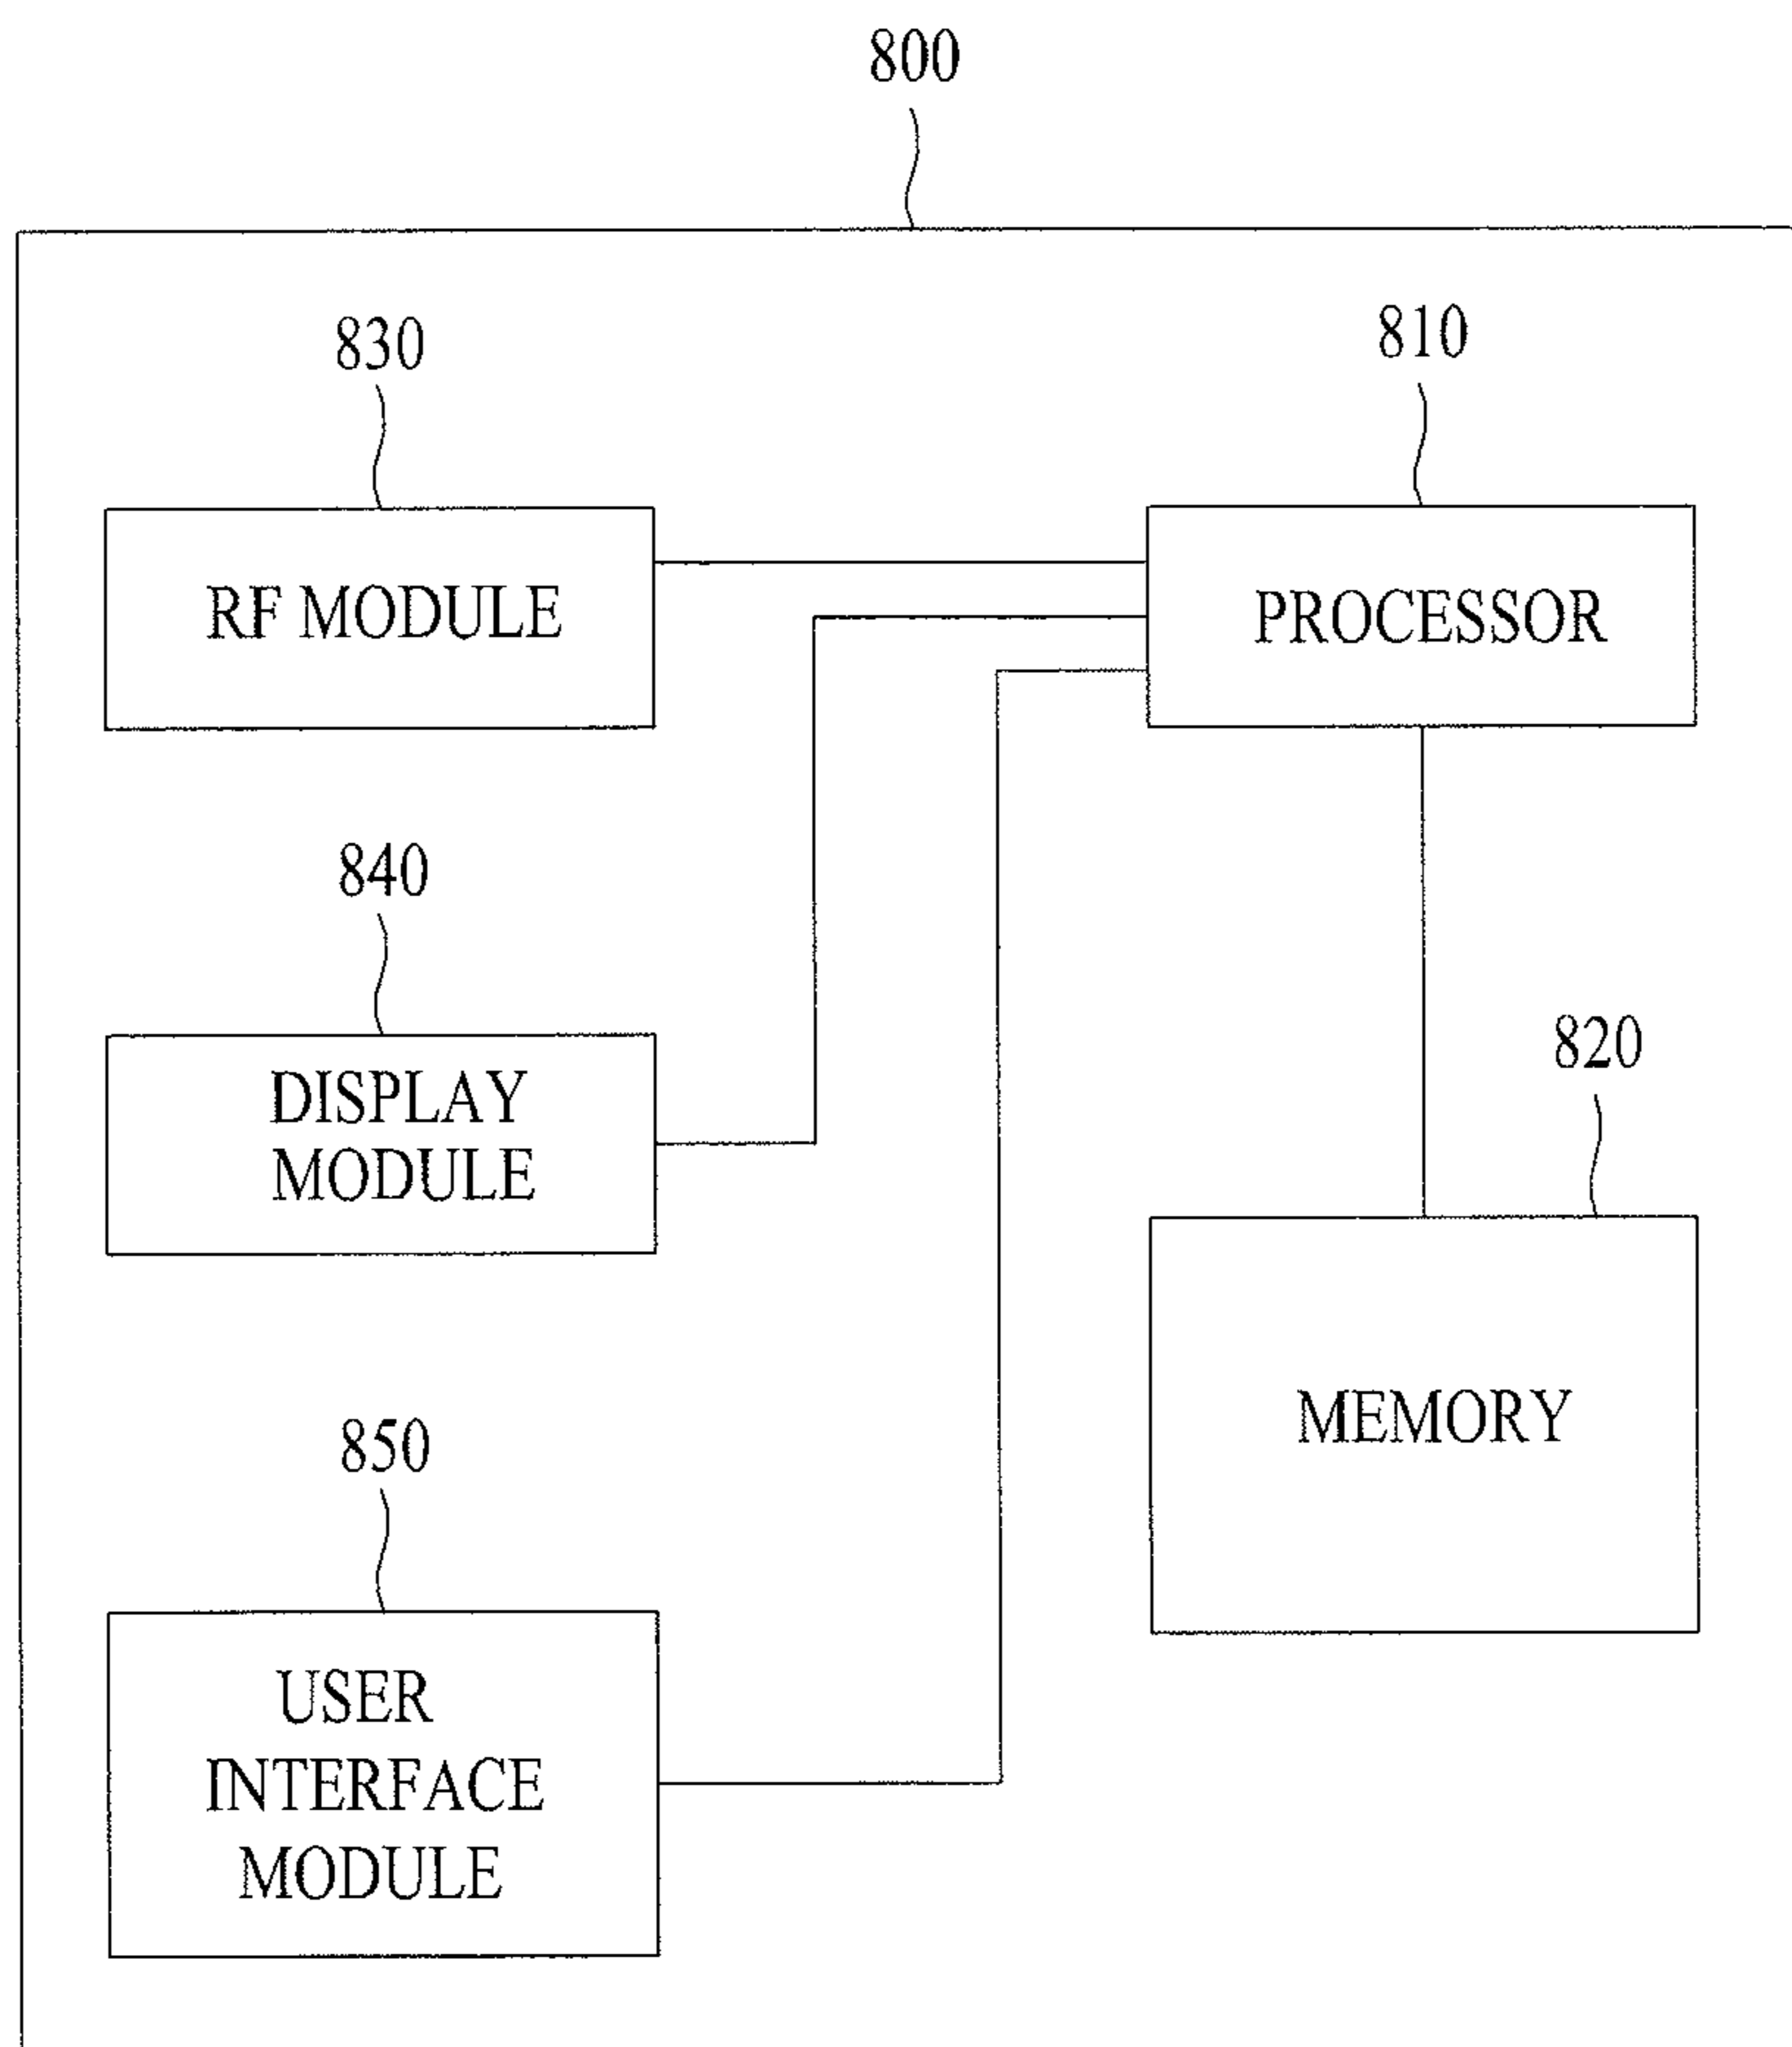 800
830
810
RF MODULE
PROCESSOR
840
DISPLAY
MODULE
820
MEMORY
850
USER
INTERFACE
MODULE